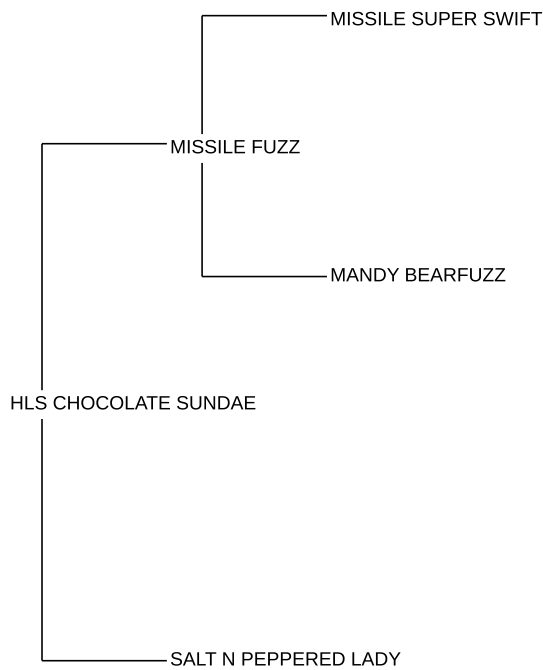 MISSILE SUPER SWIFT
MISSILE FUZZ
MANDY BEARFUZZ
HLS CHOCOLATE SUNDAE
SALT N PEPPERED LADY